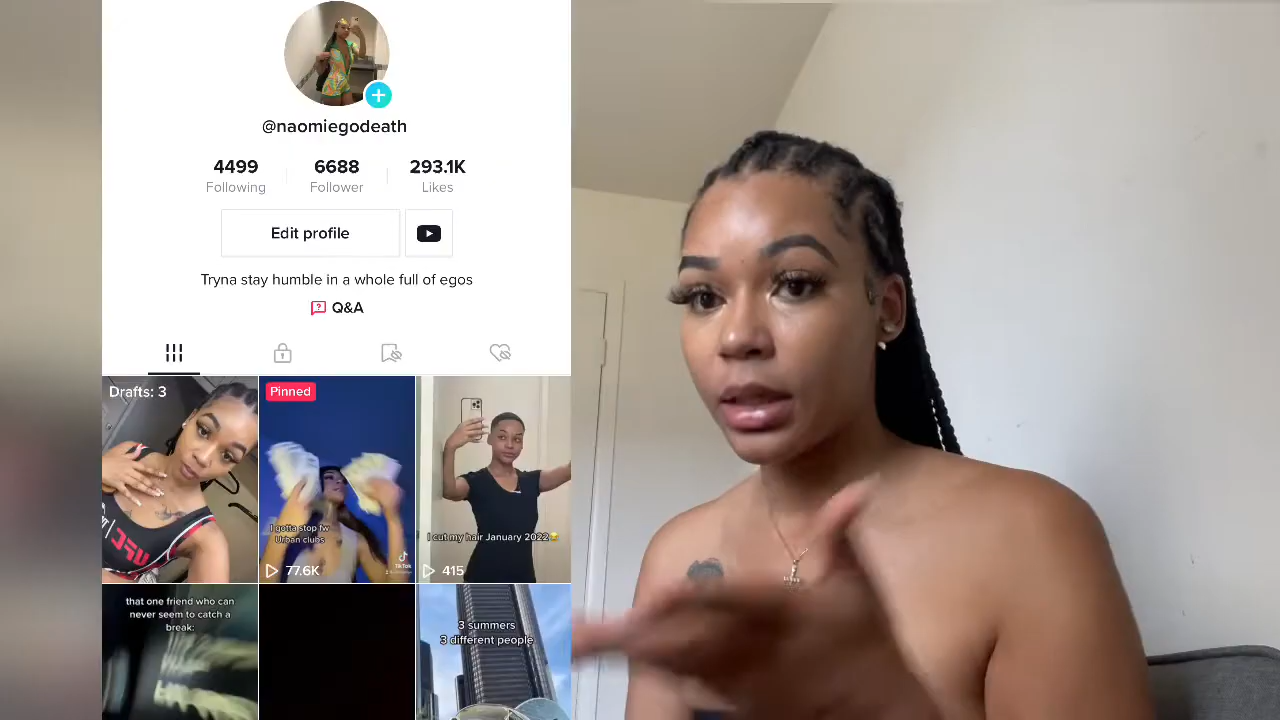 @naomiegodeath
4499 6688 293.1K
Following Follower Likes
Edit profile
Tryna stay humble in a whole full of egos
Q&A
Drafts: 3
Pinned
I gotta stop fw
Urban clubs
TikTok
77.6K
I cut my hair January 2022
415
that one friend who can
never seem to catch a
break:
3 summers
3 different people